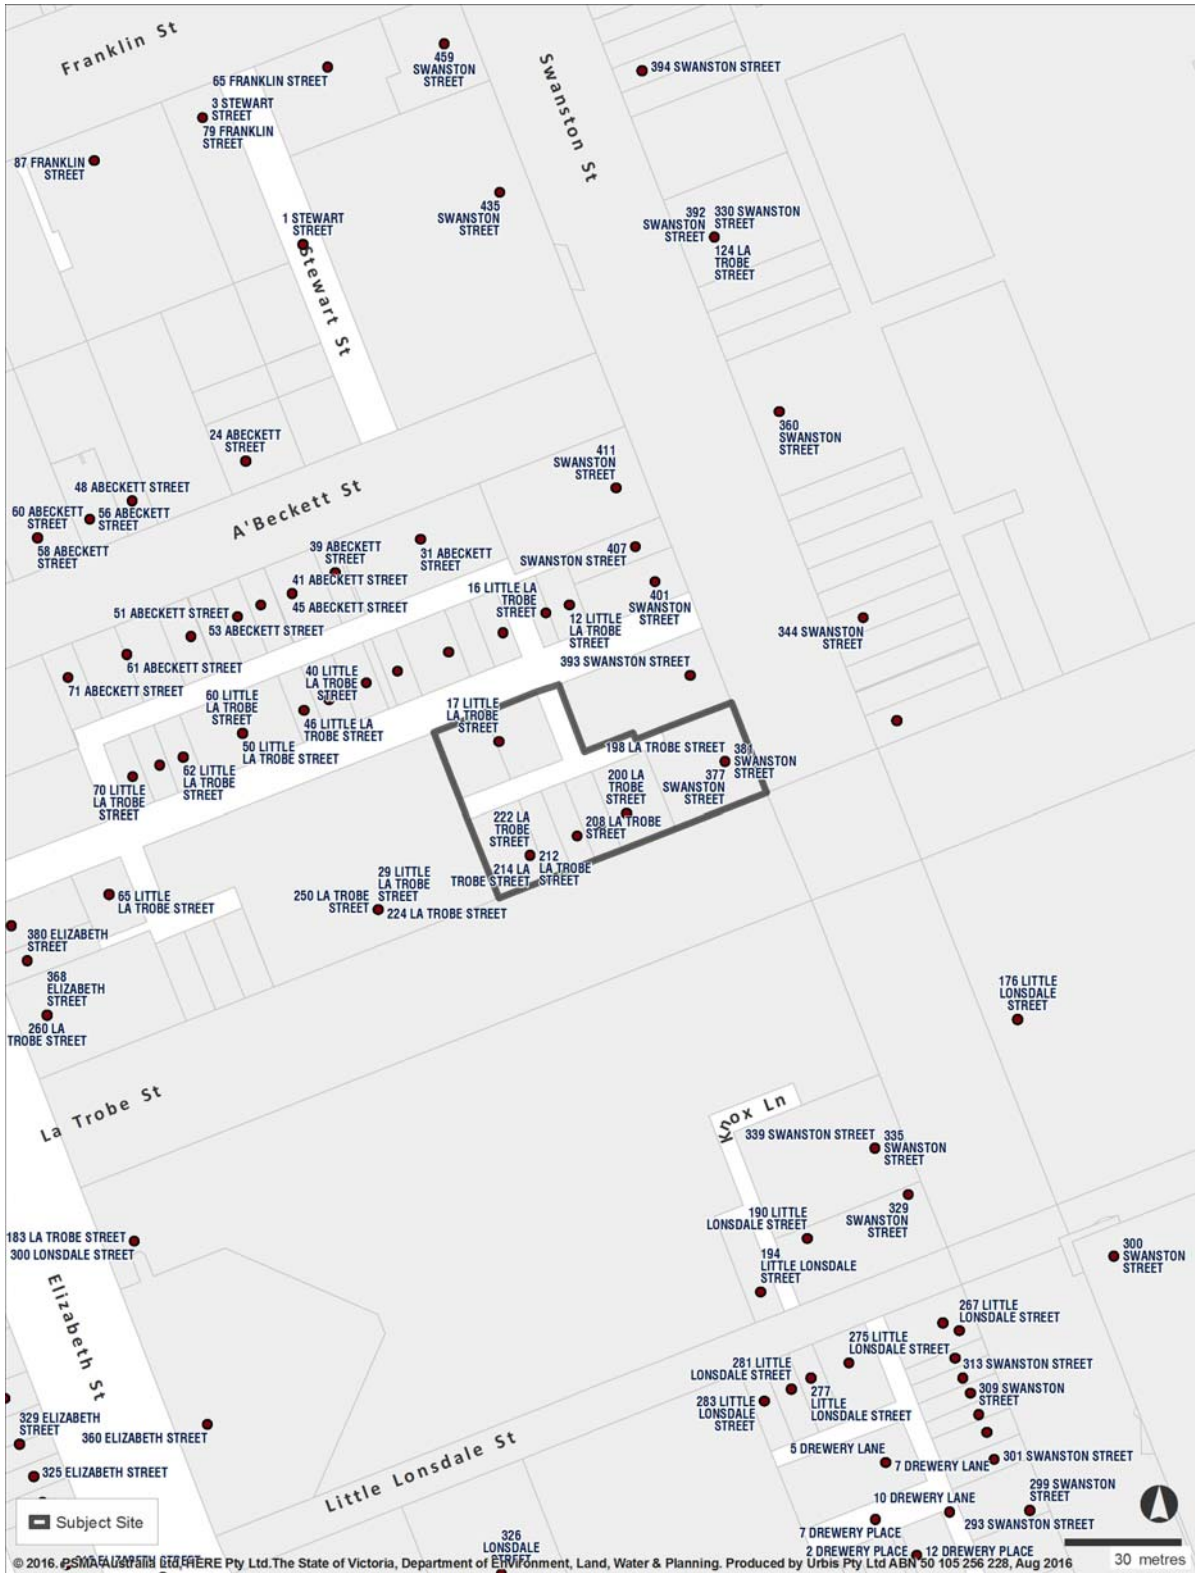 Franklin St
Swanston St
459
SWANSTON
STREET
65 FRANKLIN STREET
394 SWANSTON STREET
3 STEWART
STREET
79 FRANKLIN
STREET
87 FRANKLIN
STREET
1 STEWART
STREET
Stewart St
435
SWANSTON
STREET
392
SWANSTON
STREET
330 SWANSTON
STREET
124 LA
TROBE
STREET
360
SWANSTON
STREET
24 ABECKETT
STREET
411
SWANSTON
STREET
48 ABECKETT STREET
A'Beckett St
60 ABECKETT
STREET
56 ABECKETT
STREET
58 ABECKETT
STREET
39 ABECKETT
STREET
31 ABECKETT
STREET
407
SWANSTON STREET
41 ABECKETT STREET
45 ABECKETT STREET
16 LITTLE LA
TROBE
STREET
401
SWANSTON
STREET
51 ABECKETT STREET
53 ABECKETT STREET
12 LITTLE
LA TROBE
STREET
344 SWANSTON
STREET
61 ABECKETT STREET
393 SWANSTON STREET
71 ABECKETT STREET
40 LITTLE
LA TROBE
STREET
60 LITTLE
LA TROBE
STREET
46 LITTLE LA
TROBE STREET
17 LITTLE
LA TROBE
STREET
50 LITTLE
LA TROBE STREET
198 LA TROBE STREET
381
SWANSTON
STREET
62 LITTLE
LA TROBE
STREET
70 LITTLE
LA TROBE
STREET
200 LA
TROBE
STREET
377
SWANSTON
STREET
222 LA
TROBE
STREET
208 LA TROBE
STREET
212
LA TROBE
STREET
214 LA
TROBE STREET
29 LITTLE
LA TROBE
STREET
250 LA TROBE
STREET
224 LA TROBE STREET
65 LITTLE
LA TROBE STREET
380 ELIZABETH
STREET
368
ELIZABETH
STREET
260 LA
TROBE STREET
176 LITTLE
LONSDALE
STREET
La Trobe St
Knox Ln
339 SWANSTON STREET
335
SWANSTON
STREET
329
SWANSTON
STREET
190 LITTLE
LONSDALE STREET
183 LA TROBE STREET
300 LONSDALE STREET
194
LITTLE LONSDALE
STREET
300
SWANSTON
STREET
Elizabeth St
267 LITTLE
LONSDALE STREET
275 LITTLE
LONSDALE STREET
313 SWANSTON STREET
281 LITTLE
LONSDALE STREET
277
LITTLE
LONSDALE STREET
309 SWANSTON
STREET
283 LITTLE
LONSDALE
STREET
329 ELIZABETH
STREET
360 ELIZABETH STREET
Little Lonsdale St
5 DREWERY LANE
7 DREWERY LANE
301 SWANSTON STREET
325 ELIZABETH STREET
10 DREWERY LANE
299 SWANSTON
STREET
293 SWANSTON STREET
Subject Site
7 DREWERY PLACE
2 DREWERY PLACE
12 DREWERY PLACE
326
LONSDALE
STREET
ELIZABETH STREET
© 2016. PSMA Australia Ltd, HERE Pty Ltd. The State of Victoria, Department of Environment, Land, Water & Planning. Produced by Urbis Pty Ltd ABN 50 105 256 228, Aug 2016
30 metres